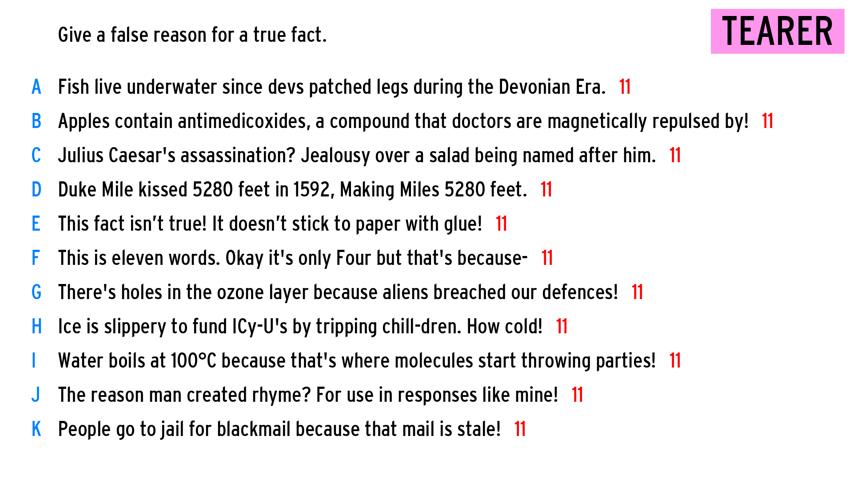 Give a false reason for a true fact.
TEARER
A Fish live underwater since devs patched legs during the Devonian Era. 11
B Apples contain antimedicoxides, a compound that doctors are magnetically repulsed by! 11
C Julius Caesar's assassination? Jealousy over a salad being named after him. 11
D Duke Mile kissed 5280 feet in 1592, Making Miles 5280 feet. 11
E This fact isn't true! It doesn't stick to paper with glue! 11
F This is eleven words. Okay it's only Four but that's because- 11
G There's holes in the ozone layer because aliens breached our defences! 11
H Ice is slippery to fund ICy-U's by tripping chill-dren. How cold! 11
I Water boils at 100°C because that's where molecules start throwing parties! 11
J The reason man created rhyme? For use in responses like mine! 11
K People go to jail for blackmail because that mail is stale! 11